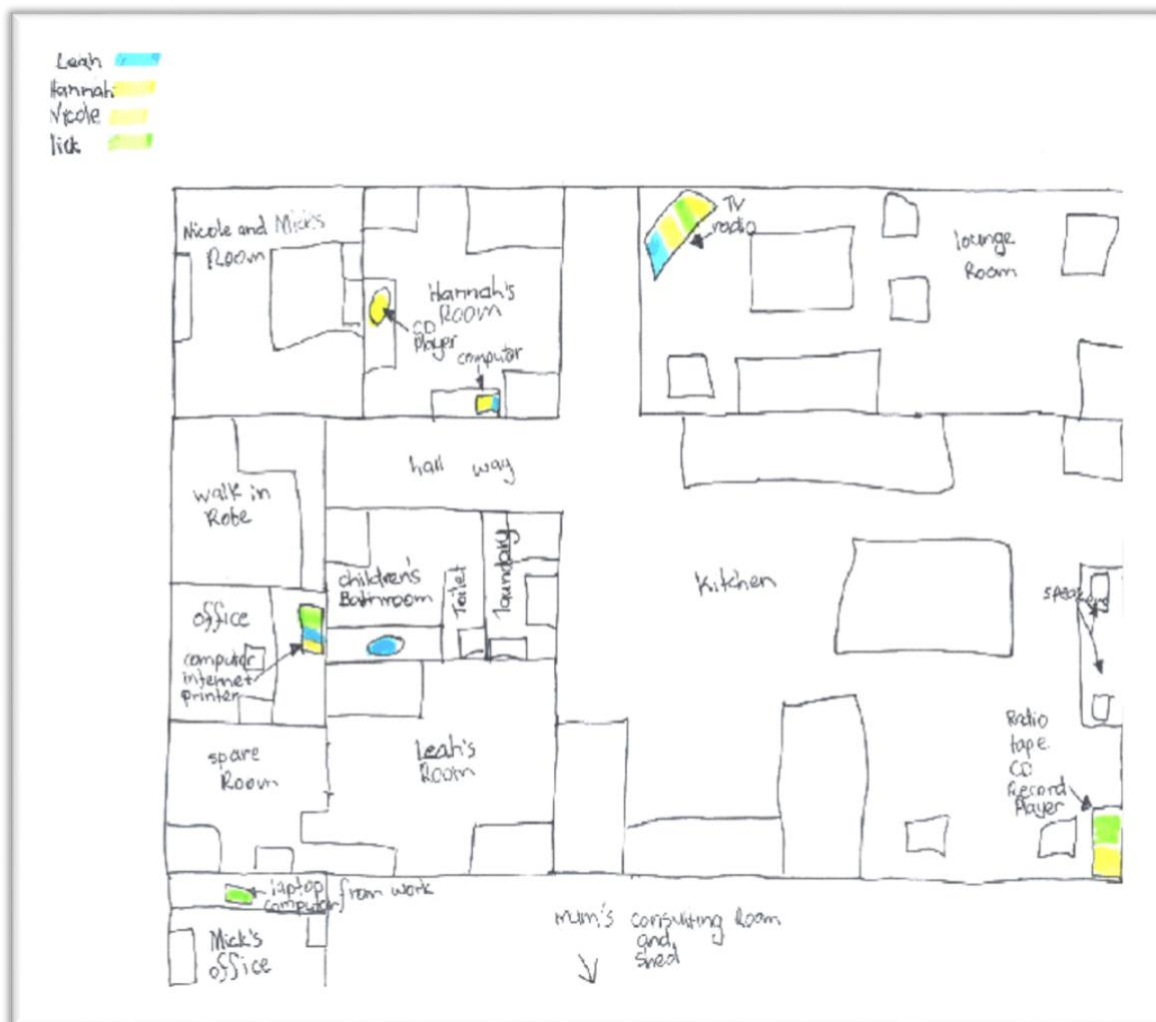 Leah
Hannah
Nicole
Mick
Nicole and Mick's
Room
TV
radio
lounge
Room
Hannah's
Room
CD
Player
computer
hall way
walk in
Robe
children's
Bathroom
Toilet
laundary
Kitchen
speakers
office
computer
internet
printer
spare
Room
Leah's
Room
Radio
tape
CD
Record
Player
laptop
computer from work
Mick's
office
mum's consulting Room
and
shed